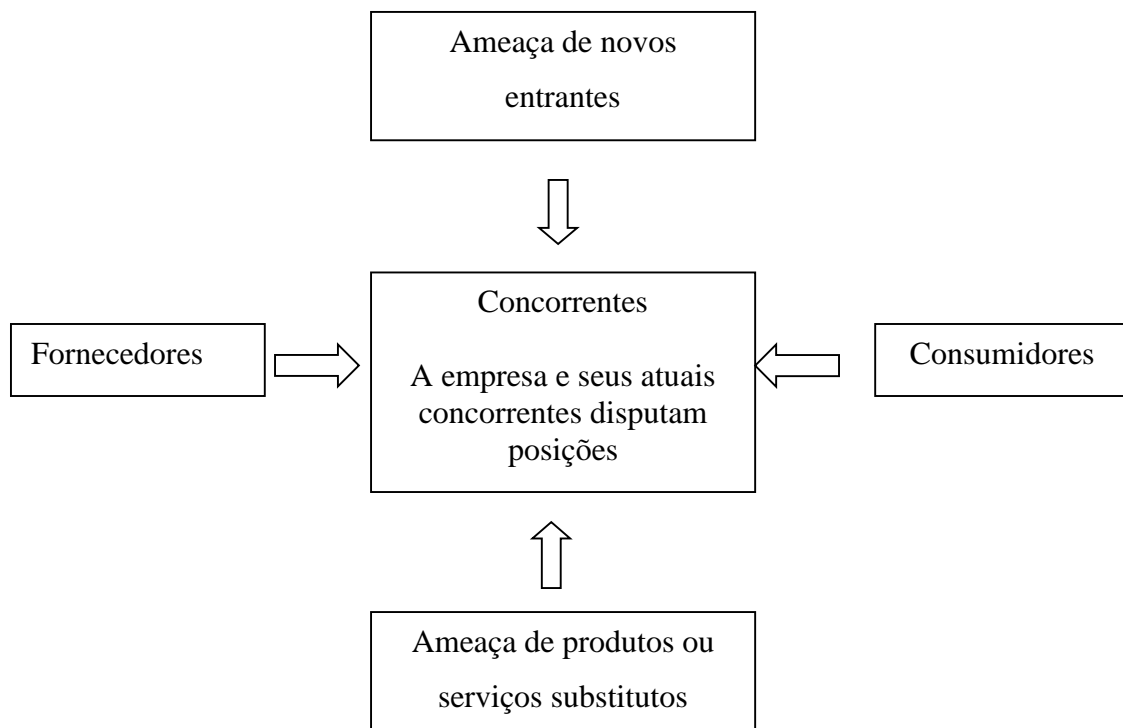 Ameaça de novos
entrantes
Concorrentes
Fornecedores
A empresa e seus atuais
concorrentes disputam
posições
Consumidores
Ameaça de produtos ou
serviços substitutos